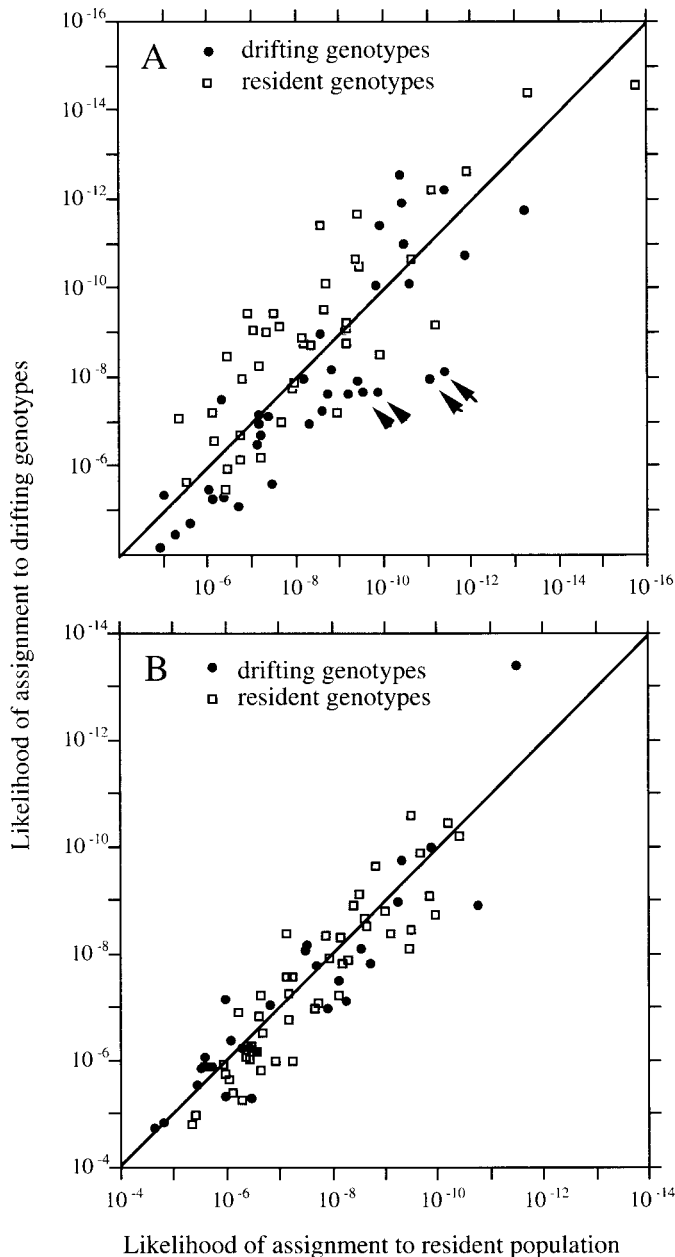 Likelihood of assignment to drifting genotypes
A
drifting genotypes
resident genotypes
10-16
10-14
10-12
10-10
10-8
10-6
10-6 10-8 10-10 10-12 10-14 10-16
B
drifting genotypes
resident genotypes
10-14
10-12
10-10
10-8
10-6
10-4
10-4 10-6 10-8 10-10 10-12 10-14
Likelihood of assignment to resident population